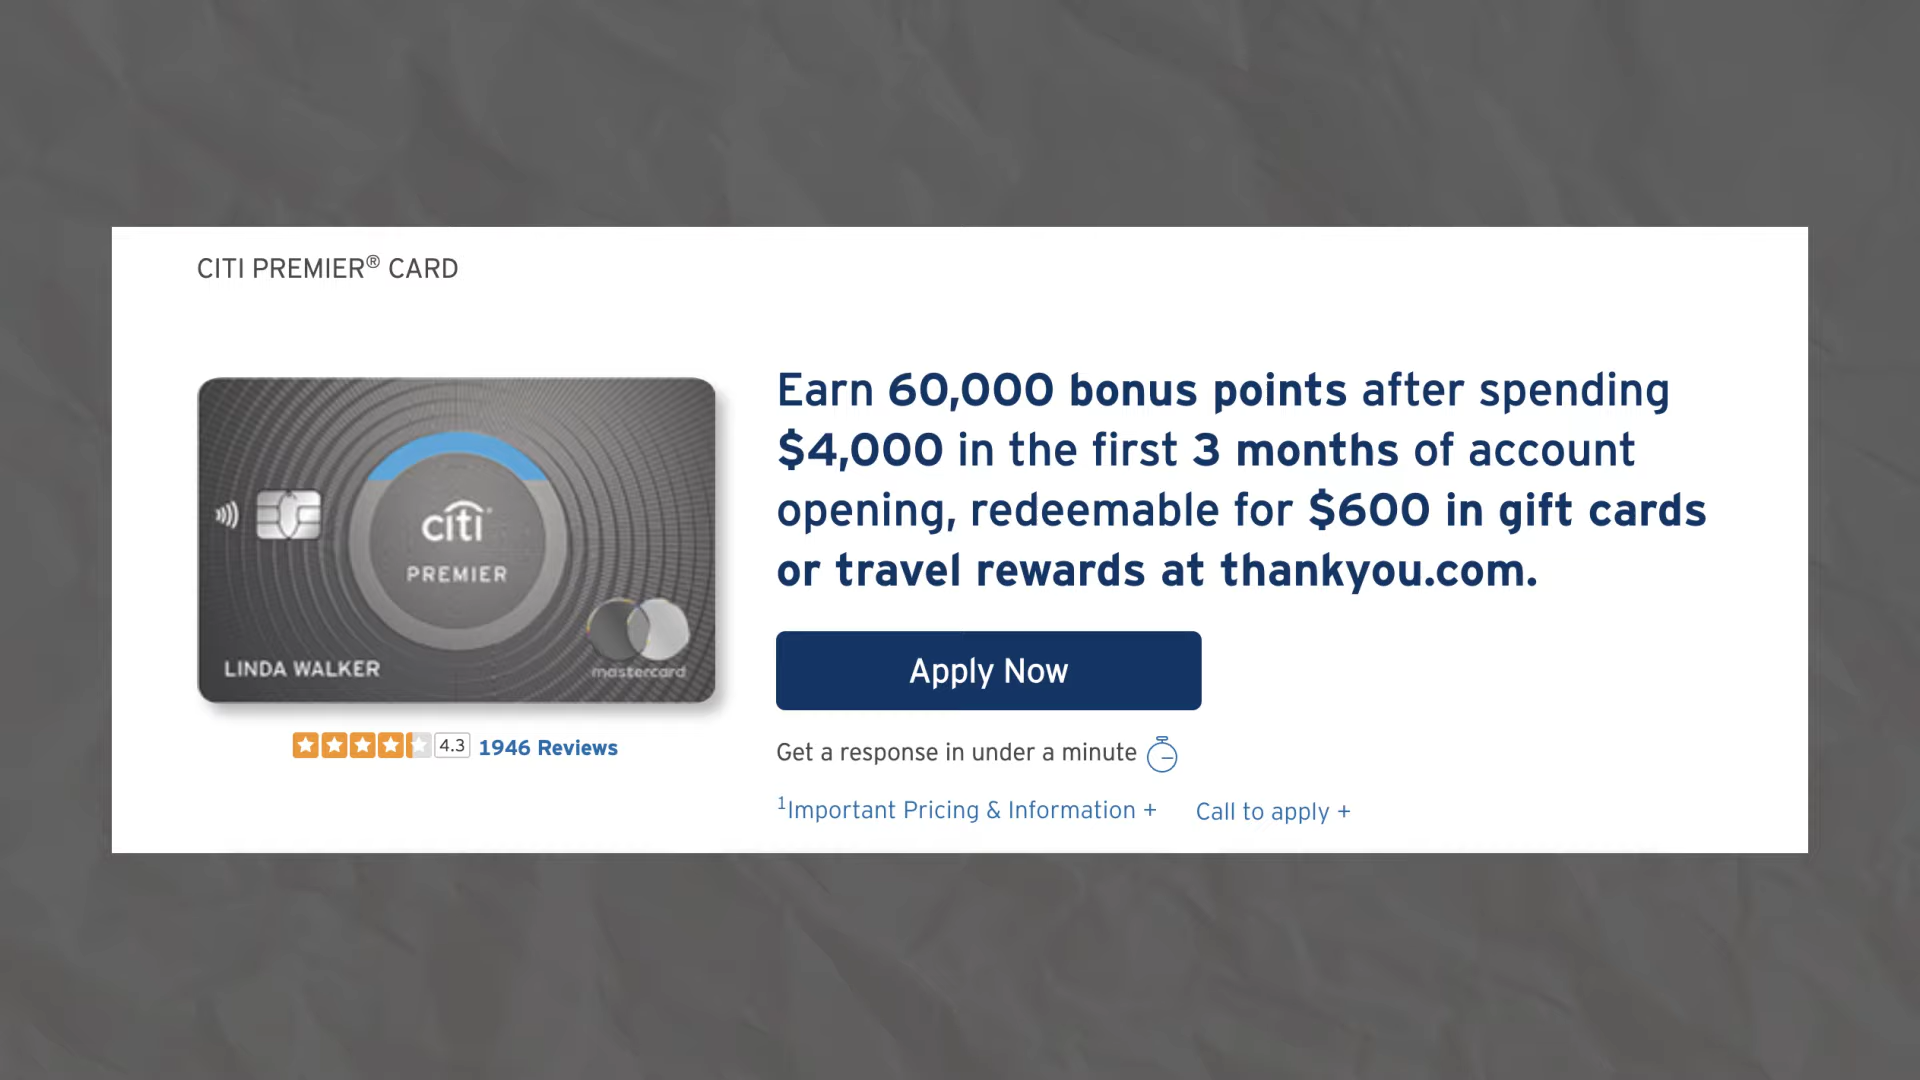 CITI PREMIER® CARD
citi
PREMIER
LINDA WALKER
mastercard
4.3 1946 Reviews
Earn 60,000 bonus points after spending
$4,000 in the first 3 months of account
opening, redeemable for $600 in gift cards
or travel rewards at thankyou.com.
Apply Now
Get a response in under a minute
¹Important Pricing & Information + Call to apply +